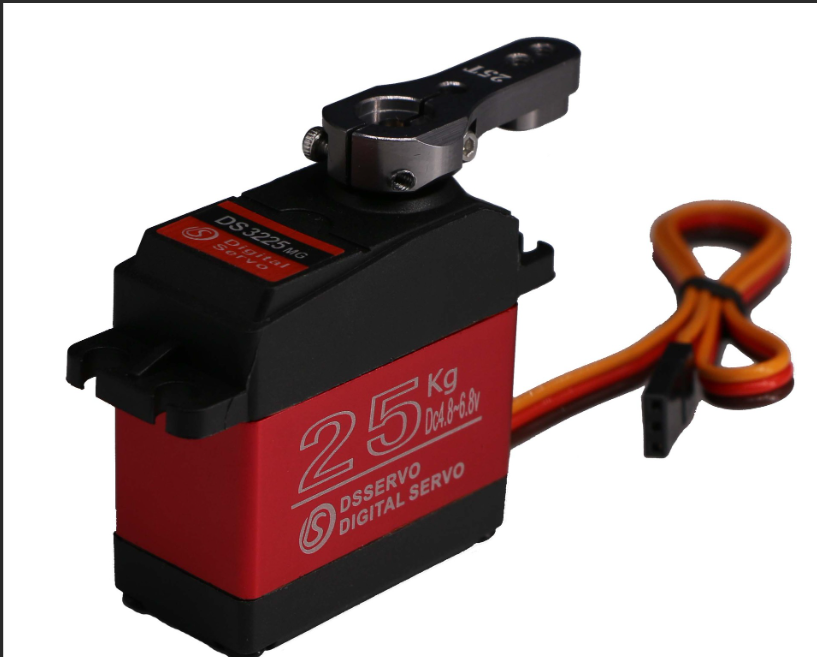 25T
DS3225MG
Digital
Servo
25Kg
Dc4.8~6.8v
DSSERVO
DIGITAL SERVO